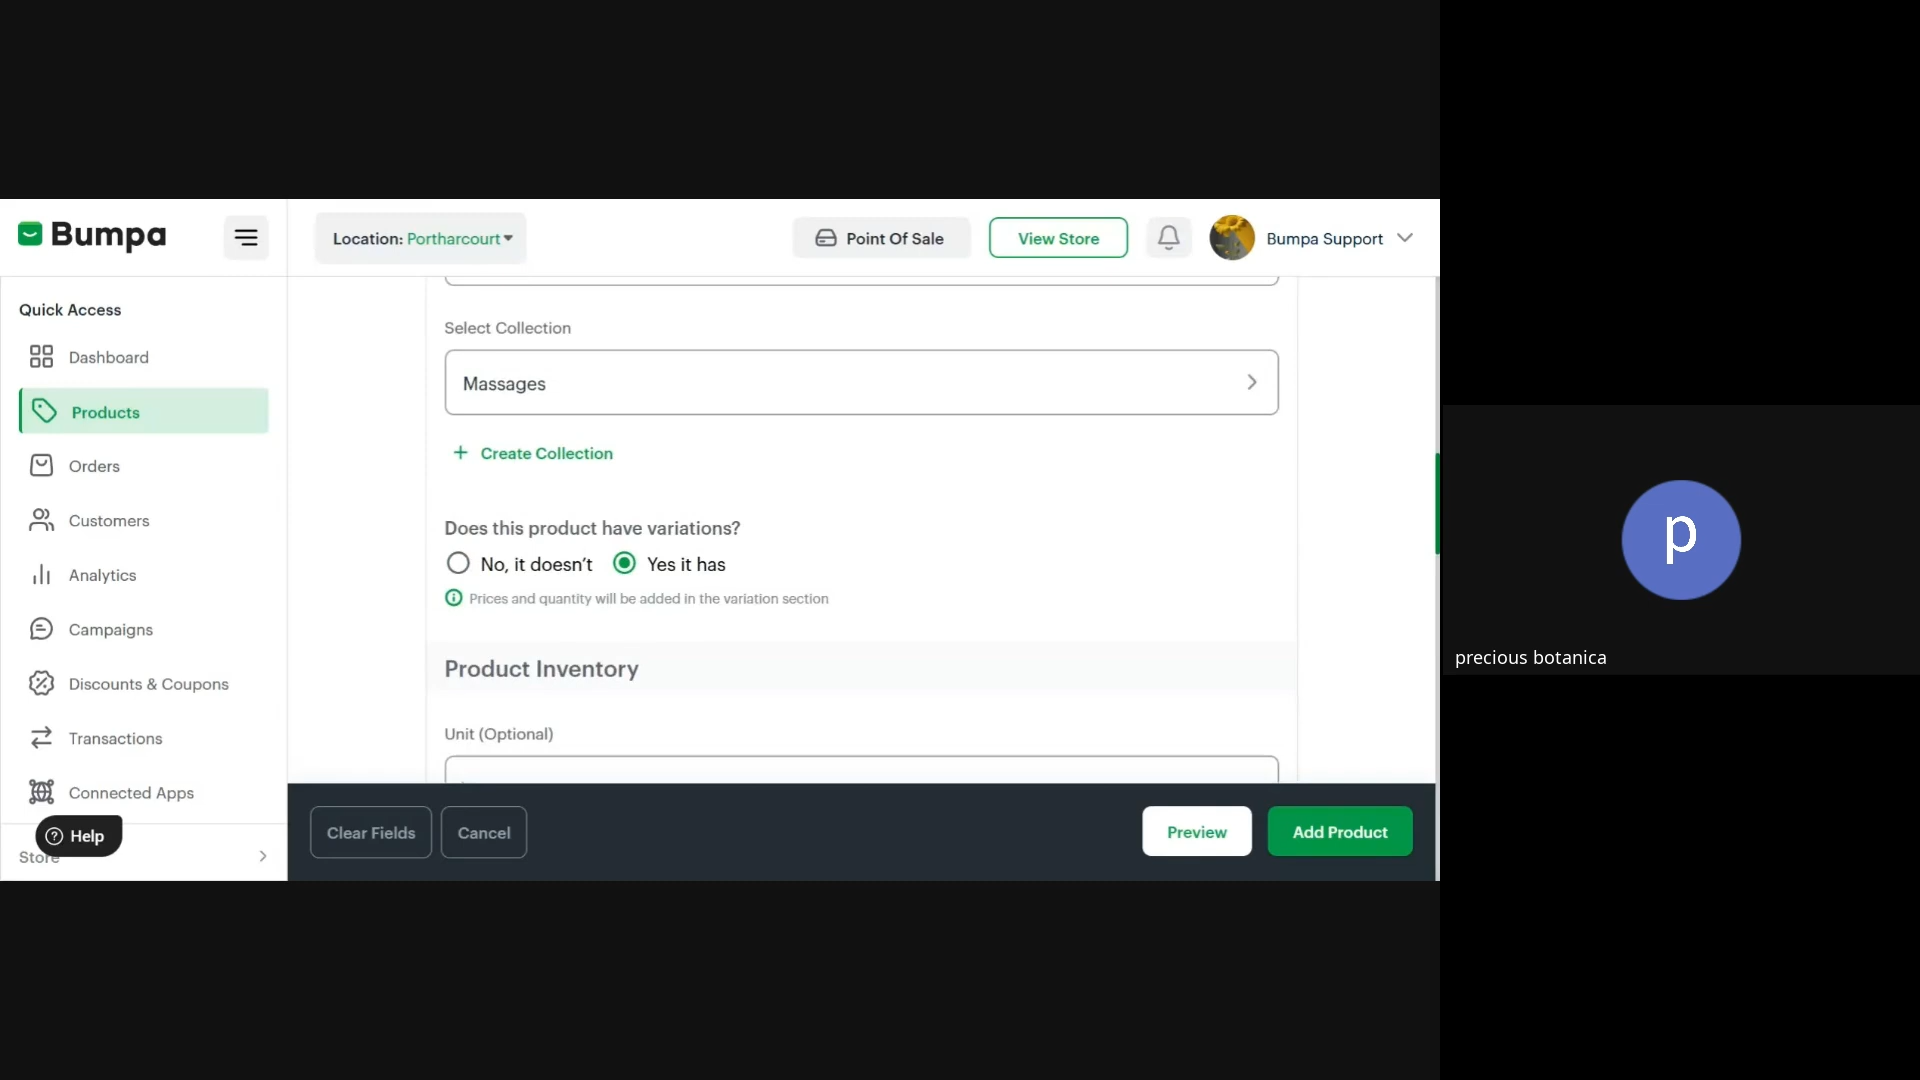 Bumpa
Location: Portharcourt
Point Of Sale
View Store
Bumpa Support
Quick Access
Dashboard
Products
Orders
Customers
Analytics
Campaigns
Discounts & Coupons
Transactions
Connected Apps
Help
Store
Select Collection
Massages
+ Create Collection
Does this product have variations?
No, it doesn't
Yes it has
Prices and quantity will be added in the variation section
Product Inventory
Unit (Optional)
Clear Fields
Cancel
Preview
Add Product
p
precious botanica